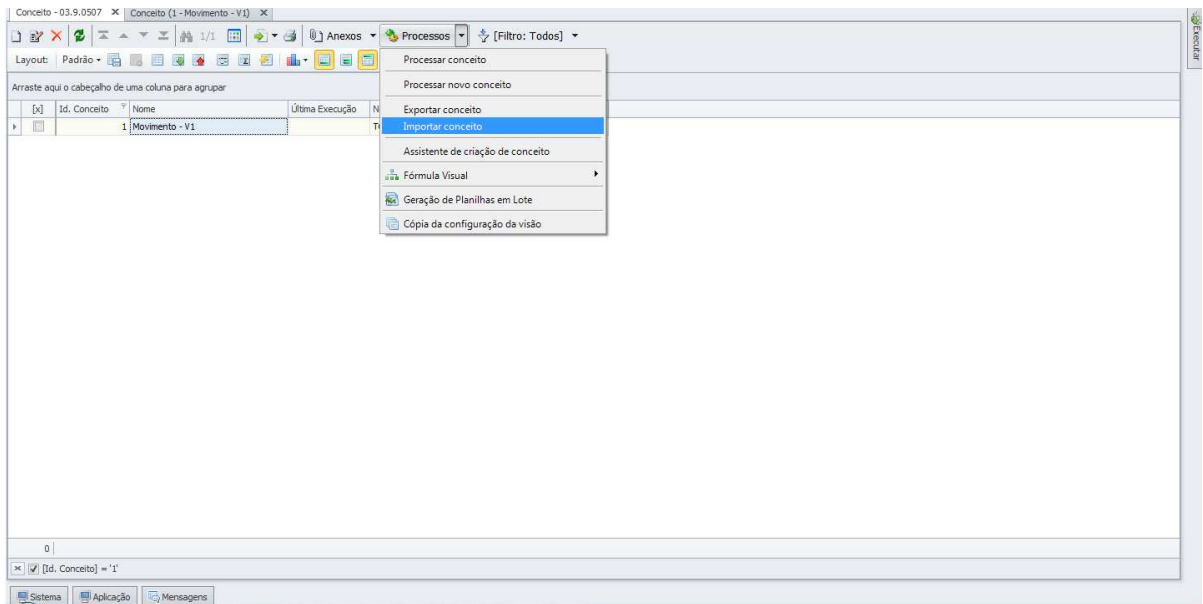 Conceito - 03.9.0507 Conceito (1 - Movimento - V1)
1/1 Anexos Processos [Filtro: Todos]
Executar
Layout: Padrão
Processar conceito
Processar novo conceito
Exportar conceito
Importar conceito
Assistente de criação de conceito
Fórmula Visual
Geração de Planilhas em Lote
Cópia da configuração da visão
Arraste aqui o cabeçalho de uma coluna para agrupar
[x] Id. Conceito Nome Última Execução N
1 Movimento - V1
0
[Id. Conceito] = '1'
Sistema Aplicação Mensagens